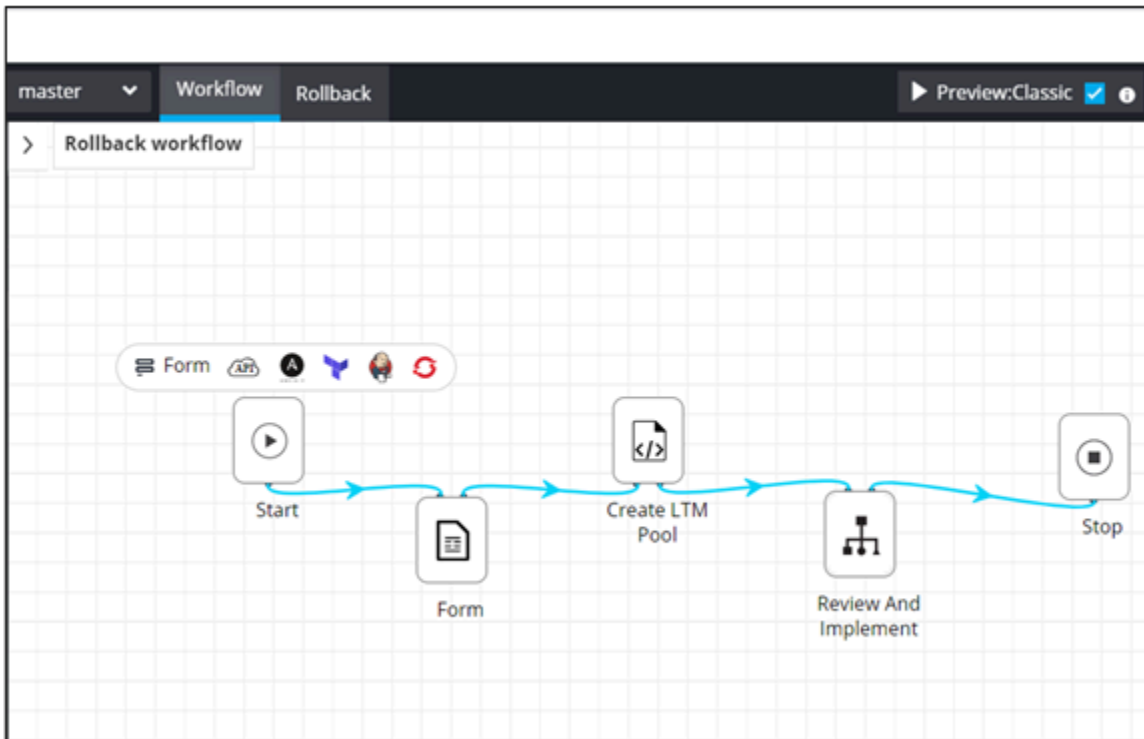 master
Workflow
Rollback
Preview:Classic
Rollback workflow
Form
API
A
Start
Form
Create LTM
Pool
Review And
Implement
Stop